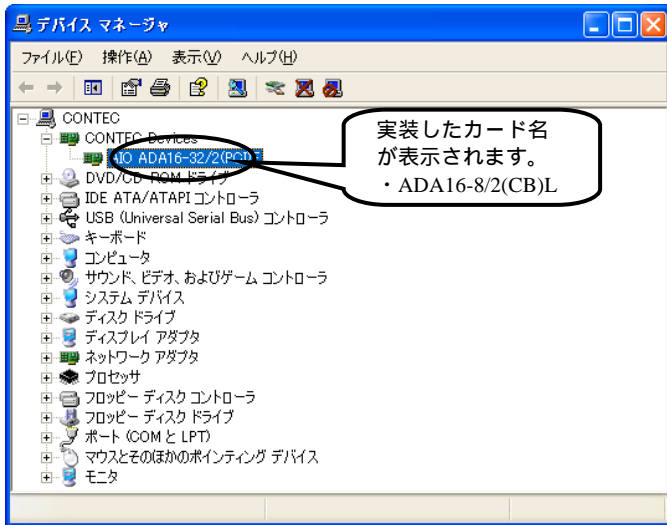 デバイス マネージャ
ファイル(F) 操作(A) 表示(V) ヘルプ(H)
CONTEC
CONTEC Devices
AIO ADA16-32/2(PCI)F
実装したカード名
が表示されます。
・ADA16-8/2(CB)L
DVD/CD-ROM ドライブ
IDE ATA/ATAPI コントローラ
USB (Universal Serial Bus) コントローラ
キーボード
コンピュータ
サウンド、ビデオ、およびゲーム コントローラ
システム デバイス
ディスク ドライブ
ディスプレイ アダプタ
ネットワーク アダプタ
プロセッサ
フロッピー ディスク コントローラ
フロッピー ディスク ドライブ
ポート (COM と LPT)
マウスとそのほかのポインティング デバイス
モニタ